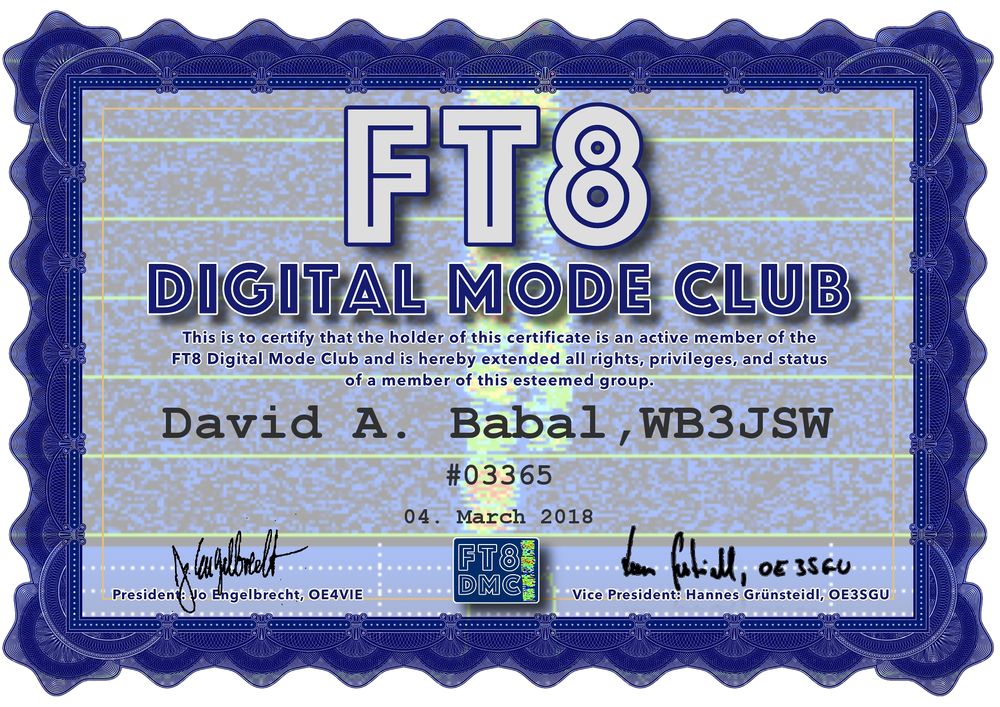 FT8
DIGITAL MODE CLUB
This is to certify that the holder of this certificate is an active member of the
FT8 Digital Mode Club and is hereby extended all rights, privileges, and status
of a member of this esteemed group.
David A. Babal,WB3JSW
#03365
04. March 2018
J. Engelbrecht
OE3SGU
FT8
DMC
President: Jo Engelbrecht, OE4VIE
Vice President: Hannes Grünsteidl, OE3SGU